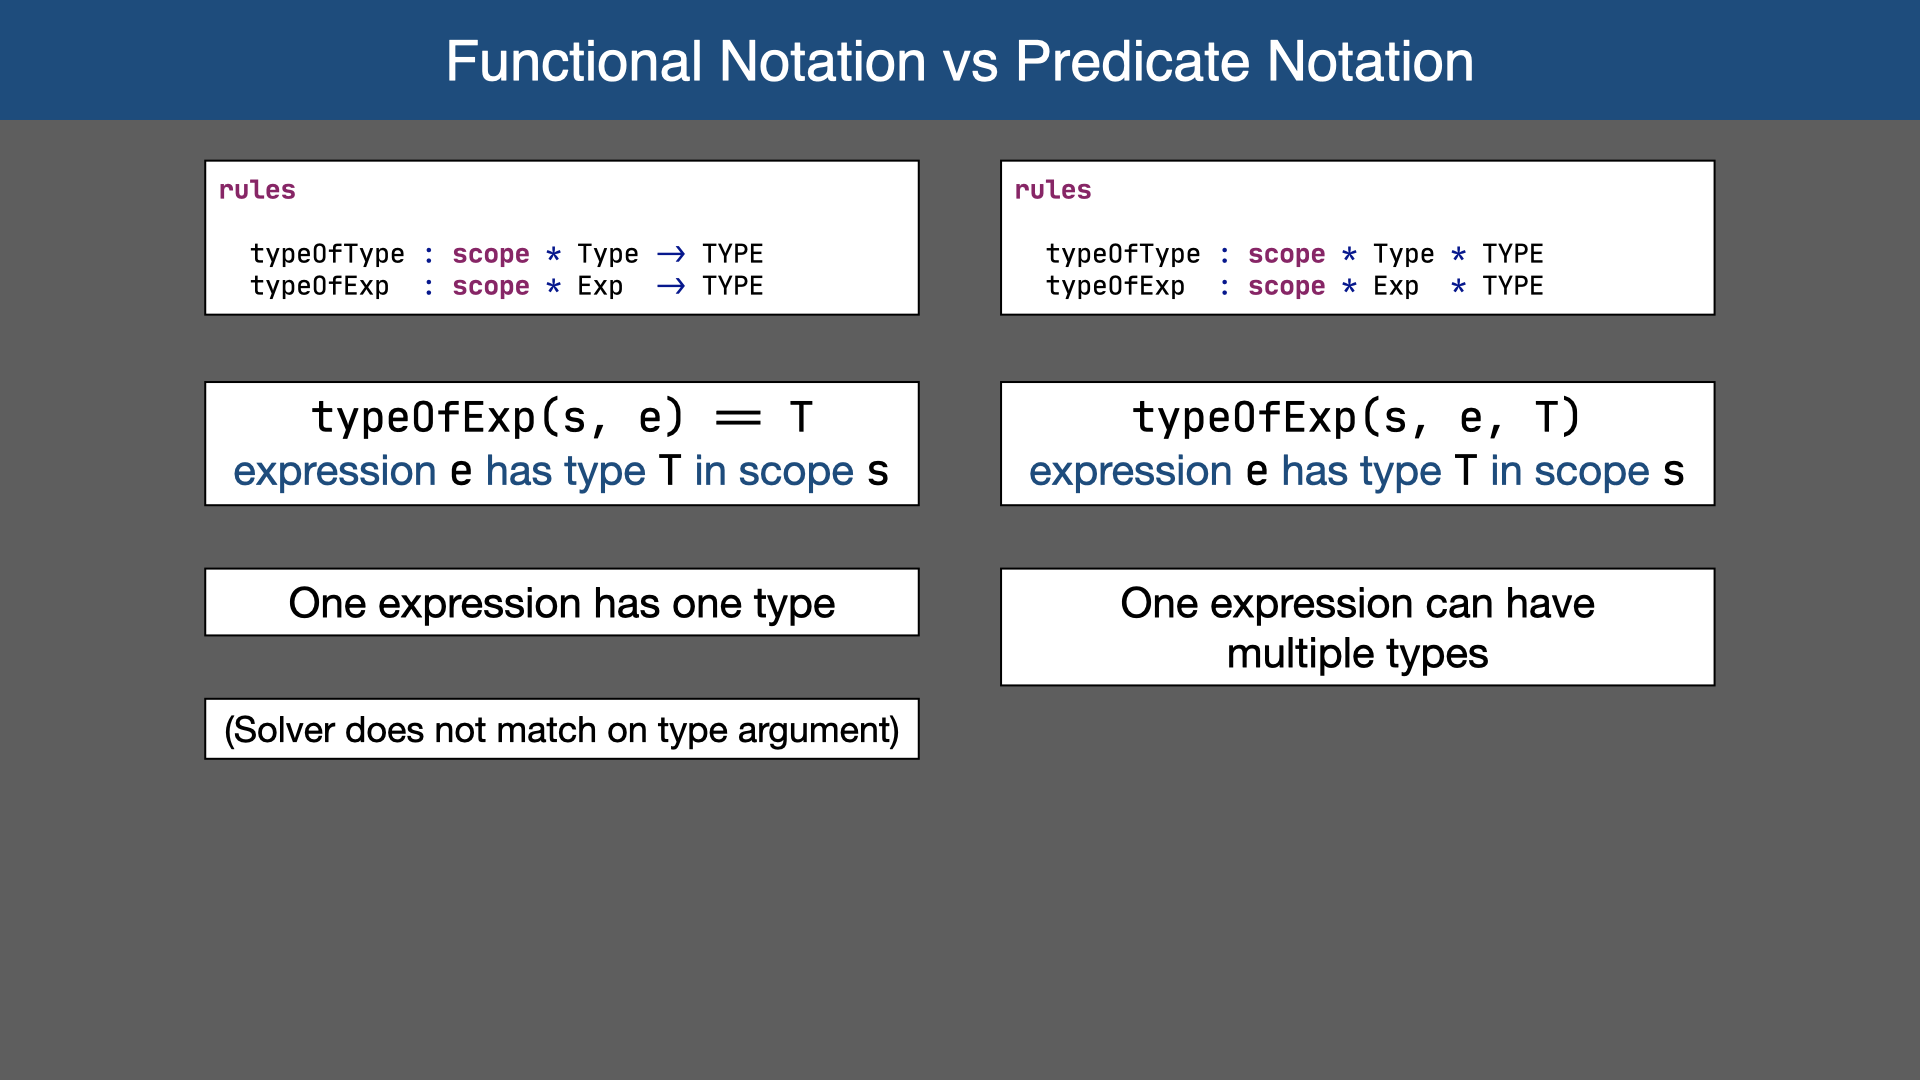 Functional Notation vs Predicate Notation
rules
typeOfType : scope * Type → TYPE
typeOfExp : scope * Exp → TYPE
typeOfExp(s, e) == T
expression e has type T in scope s
One expression has one type
(Solver does not match on type argument)
rules
typeOfType : scope * Type * TYPE
typeOfExp : scope * Exp * TYPE
typeOfExp(s, e, T)
expression e has type T in scope s
One expression can have
multiple types